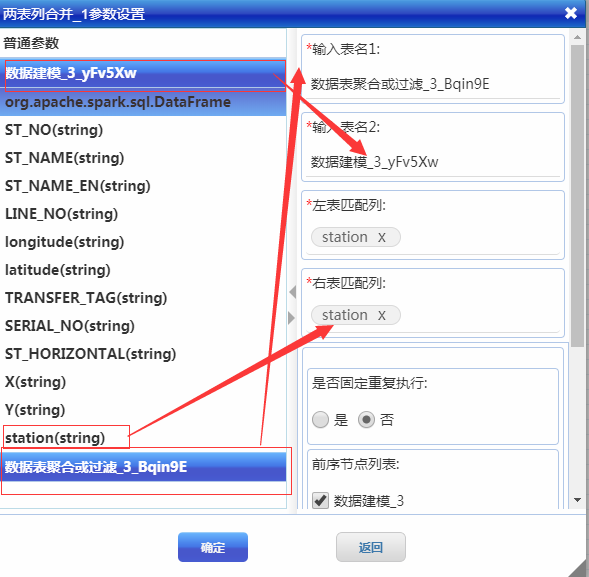 两表列合并_1参数设置
普通参数
数据建模_3_yFv5Xw
org.apache.spark.sql.DataFrame
ST_NO(string)
ST_NAME(string)
ST_NAME_EN(string)
LINE_NO(string)
longitude(string)
latitude(string)
TRANSFER_TAG(string)
SERIAL_NO(string)
ST_HORIZONTAL(string)
X(string)
Y(string)
station(string)
数据表聚合或过滤_3_Bqin9E
*输入表名1:
数据表聚合或过滤_3_Bqin9E
*输入表名2:
数据建模_3_yFv5Xw
*左表匹配列:
station x
*右表匹配列:
station x
是否固定重复执行:
是 否
前序节点列表:
数据建模_3
确定 返回